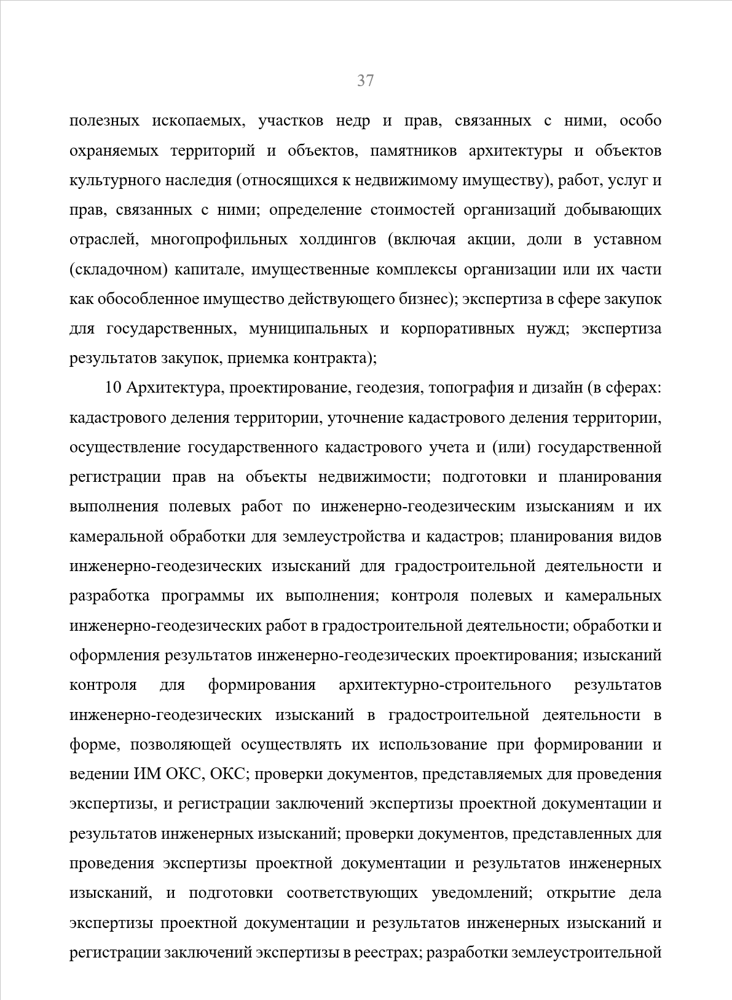 37
полезных ископаемых, участков недр и прав, связанных с ними, особо
охраняемых территорий и объектов, памятников архитектуры и объектов
культурного наследия (относящихся к недвижимому имуществу), работ, услуг и
прав, связанных с ними; определение стоимостей организаций добывающих
отраслей, многопрофильных холдингов (включая акции, доли в уставном
(складочном) капитале, имущественные комплексы организации или их части
как обособленное имущество действующего бизнес); экспертиза в сфере закупок
для государственных, муниципальных и корпоративных нужд; экспертиза
результатов закупок, приемка контракта);
10 Архитектура, проектирование, геодезия, топография и дизайн (в сферах:
кадастрового деления территории, уточнение кадастрового деления территории,
осуществление государственного кадастрового учета и (или) государственной
регистрации прав на объекты недвижимости; подготовки и планирования
выполнения полевых работ по инженерно-геодезическим изысканиям и их
камеральной обработки для землеустройства и кадастров; планирования видов
инженерно-геодезических изысканий для градостроительной деятельности и
разработка программы их выполнения; контроля полевых и камеральных
инженерно-геодезических работ в градостроительной деятельности; обработки и
оформления результатов инженерно-геодезических проектирования; изысканий
контроля для формирования архитектурно-строительного результатов
инженерно-геодезических изысканий в градостроительной деятельности в
форме, позволяющей осуществлять их использование при формировании и
ведении ИМ ОКС, ОКС; проверки документов, представляемых для проведения
экспертизы, и регистрации заключений экспертизы проектной документации и
результатов инженерных изысканий; проверки документов, представленных для
проведения экспертизы проектной документации и результатов инженерных
изысканий, и подготовки соответствующих уведомлений; открытие дела
экспертизы проектной документации и результатов инженерных изысканий и
регистрации заключений экспертизы в реестрах; разработки землеустроительной